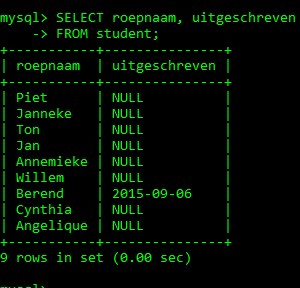 mysql> SELECT roepnaam, uitgeschreven
    -> FROM student;
+-----------+---------------+
| roepnaam  | uitgeschreven |
+-----------+---------------+
| Piet      | NULL          |
| Janneke   | NULL          |
| Ton       | NULL          |
| Jan       | NULL          |
| Annemieke | NULL          |
| Willem    | NULL          |
| Berend    | 2015-09-06    |
| Cynthia   | NULL          |
| Angelique | NULL          |
+-----------+---------------+
9 rows in set (0.00 sec)

mysql>